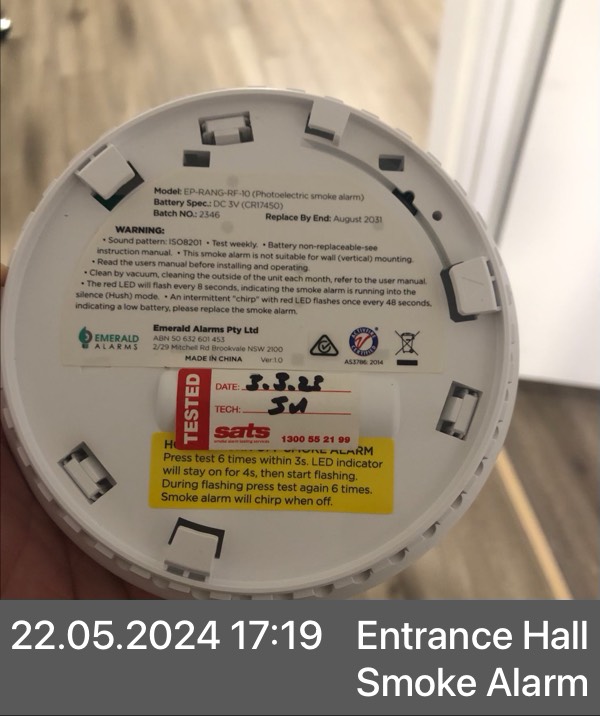 Model: EP-RANG-RF-10 (Photoelectric smoke alarm)
Battery Spec.: DC 3V (CR17450)
Batch NO.: 2346 Replace By End: August 2031
WARNING:
• Sound pattern: ISO8201 • Test weekly. • Battery non-replaceable-see
instruction manual. • This smoke alarm is not suitable for wall (vertical) mounting.
• Read the users manual before installing and operating.
• Clean by vacuum, cleaning the outside of the unit each month, refer to the user manual.
• The red LED will flash every 8 seconds, indicating the smoke alarm is running into the
silence (Hush) mode. • An intermittent "chirp" with red LED flashes once every 48 seconds,
indicating a low battery, please replace the smoke alarm.
EMERALD
ALARMS
Emerald Alarms Pty Ltd
ABN 50 632 601 453
2/29 Mitchell Rd Brookvale NSW 2100
MADE IN CHINA Ver:1.0
AS3786: 2014
TESTED
DATE:
TECH:
sats
1300 55 21 99
SMOKE ALARM
Press test 6 times within 3s. LED indicator
will stay on for 4s, then start flashing.
During flashing press test again 6 times.
Smoke alarm will chirp when off.
22.05.2024 17:19 Entrance Hall
Smoke Alarm